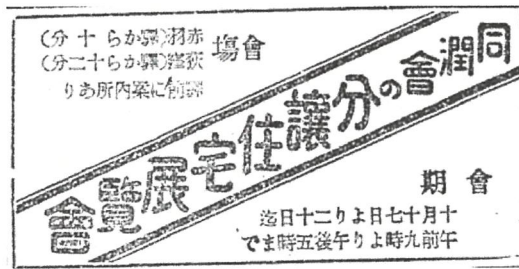 同潤會の分讓住宅展覽會
會場
赤羽(驛から十分)
荻窪(驛から十二分)
驛前に案内所あり
會期
十月十七日より二十日迄
午前九時より午後五時まで